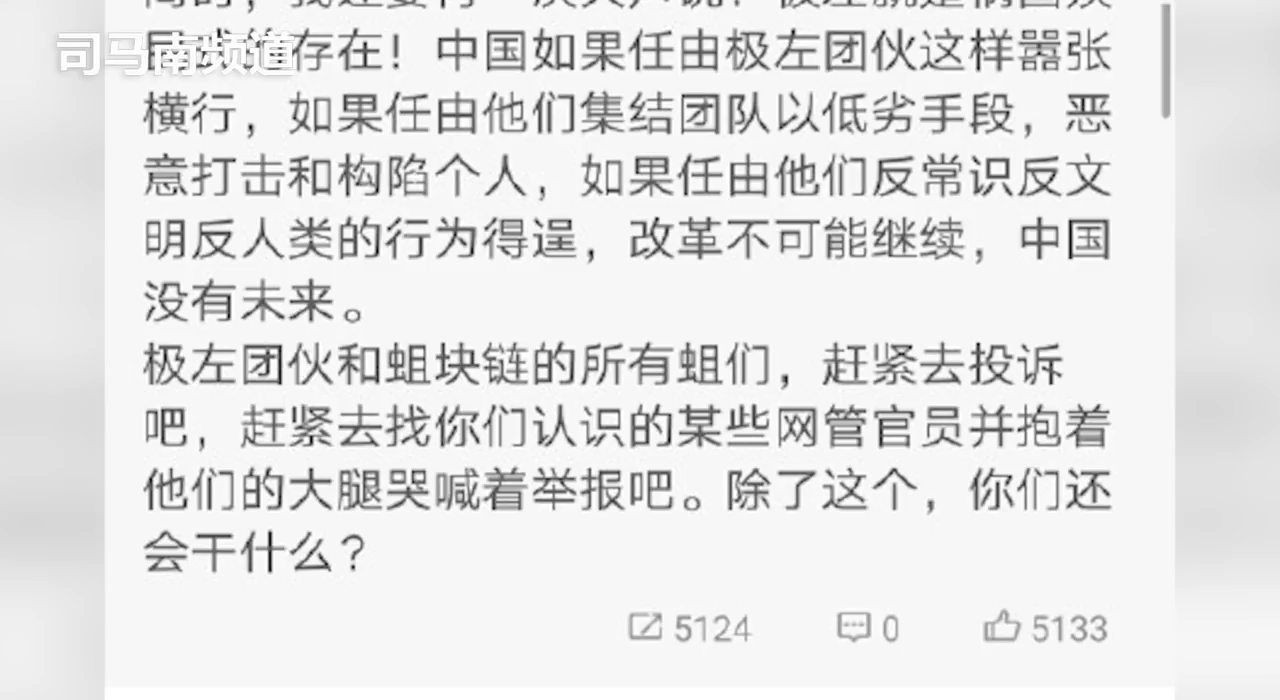 司马南频道
存在！中国如果任由极左团伙这样嚣张
横行，如果任由他们集结团队以低劣手段，恶
意打击和构陷个人，如果任由他们反常识反文
明反人类的行为得逞，改革不可能继续，中国
没有未来。
极左团伙和蛆块链的所有蛆们，赶紧去投诉
吧，赶紧去找你们认识的某些网管官员并抱着
他们的大腿哭喊着举报吧。除了这个，你们还
会干什么？
5124 0 5133